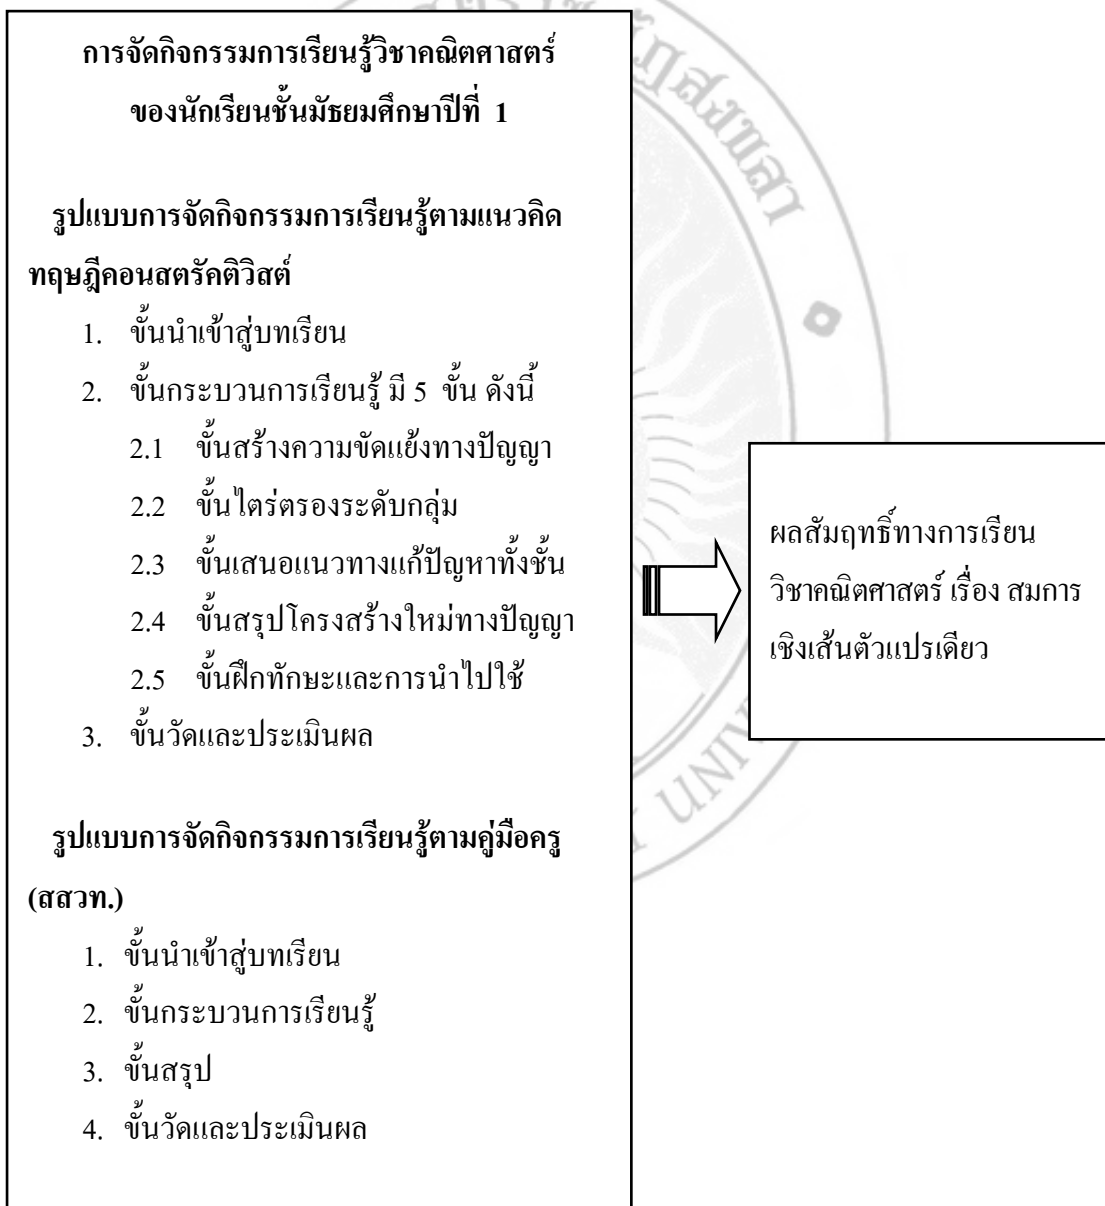 การจัดกิจกรรมการเรียนรู้วิชาคณิตศาสตร์
ของนักเรียนชั้นมัธยมศึกษาปีที่ 1
รูปแบบการจัดกิจกรรมการเรียนรู้ตามแนวคิด
ทฤษฎีคอนสตรัคติวิสต์
1. ขั้นนำเข้าสู่บทเรียน
2. ขั้นกระบวนการเรียนรู้ มี 5 ขั้น ดังนี้
2.1 ขั้นสร้างความขัดแย้งทางปัญญา
2.2 ขั้นไตร่ตรองระดับกลุ่ม
2.3 ขั้นเสนอแนวทางแก้ปัญหาทั้งชั้น
2.4 ขั้นสรุปโครงสร้างใหม่ทางปัญญา
2.5 ขั้นฝึกทักษะและการนำไปใช้
3. ขั้นวัดและประเมินผล
รูปแบบการจัดกิจกรรมการเรียนรู้ตามคู่มือครู
(สสวท.)
1. ขั้นนำเข้าสู่บทเรียน
2. ขั้นกระบวนการเรียนรู้
3. ขั้นสรุป
4. ขั้นวัดและประเมินผล
ผลสัมฤทธิ์ทางการเรียน
วิชาคณิตศาสตร์ เรื่อง สมการ
เชิงเส้นตัวแปรเดียว